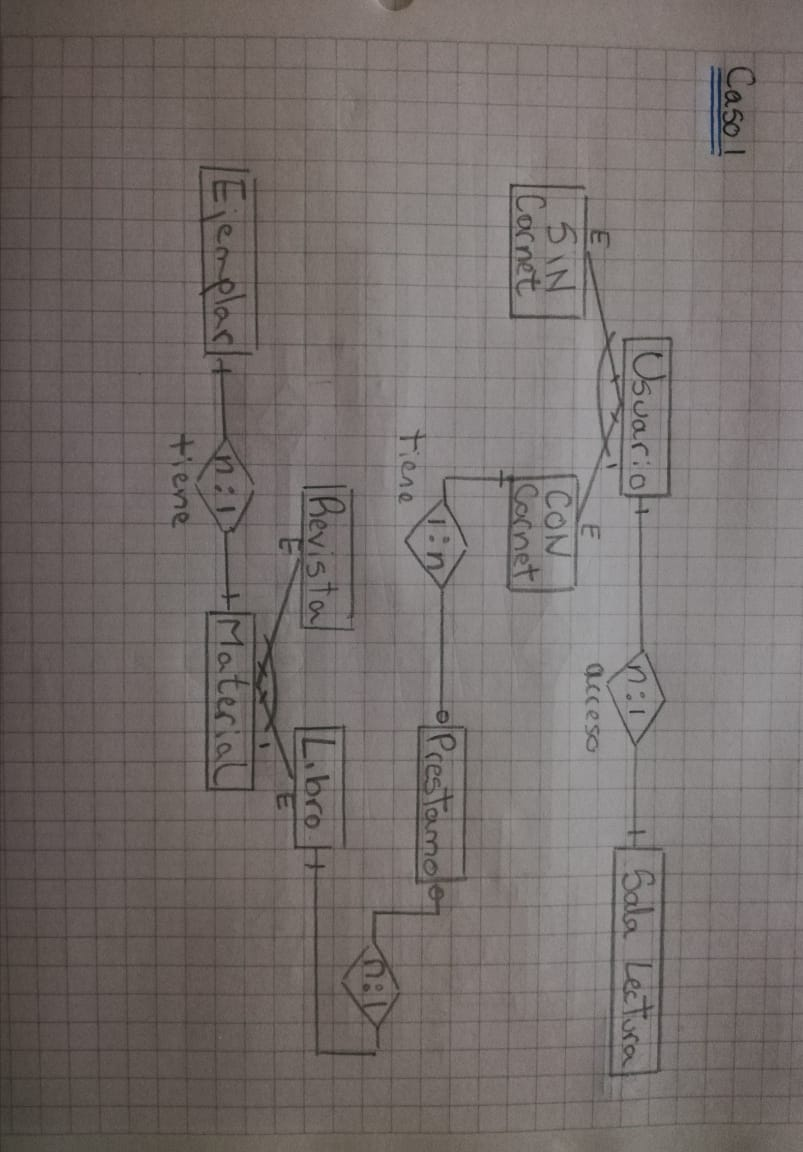 Caso 1
Usuario
n:1
acceso
Sala Lectura
E
E
SIN
Carnet
CON
Carnet
tiene
1:n
Prestamo
n:1
Revista
Libro
E
E
Ejemplar
n:1
tiene
Material